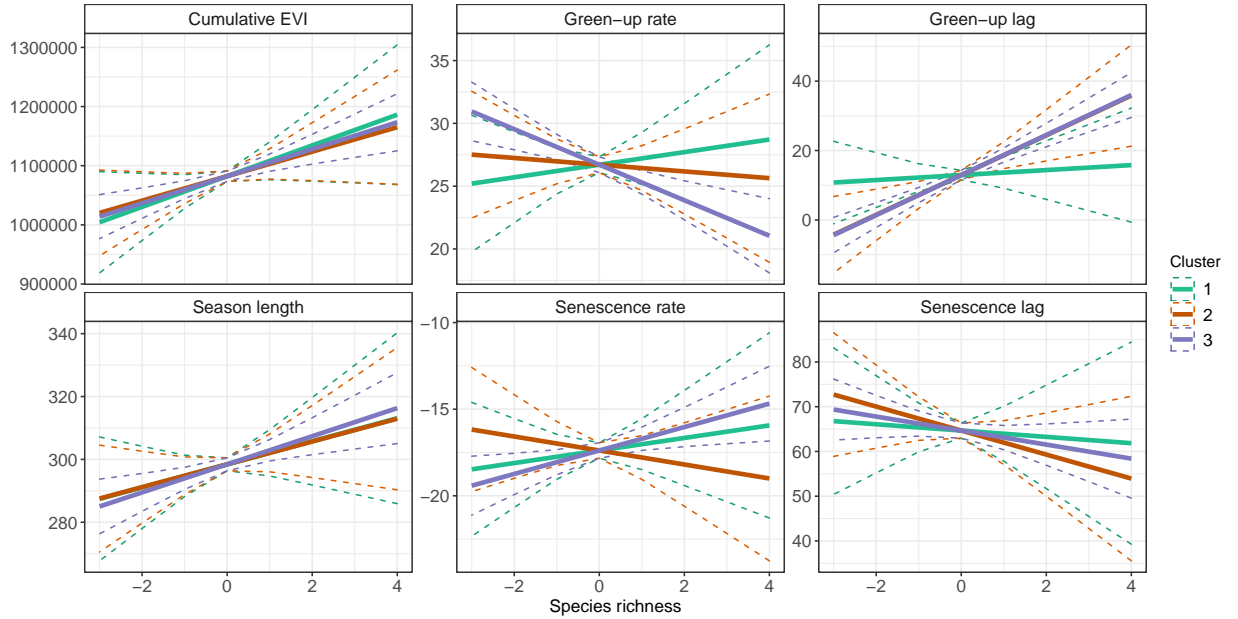 Cumulative EVI
Green-up rate
Green-up lag
1300000
1200000
1100000
1000000
900000
35
30
25
20
40
20
0
Season length
Senescence rate
Senescence lag
340
320
300
280
−10
−15
−20
80
70
60
50
40
−2 0 2 4
−2 0 2 4
−2 0 2 4
Species richness
Cluster
1
2
3